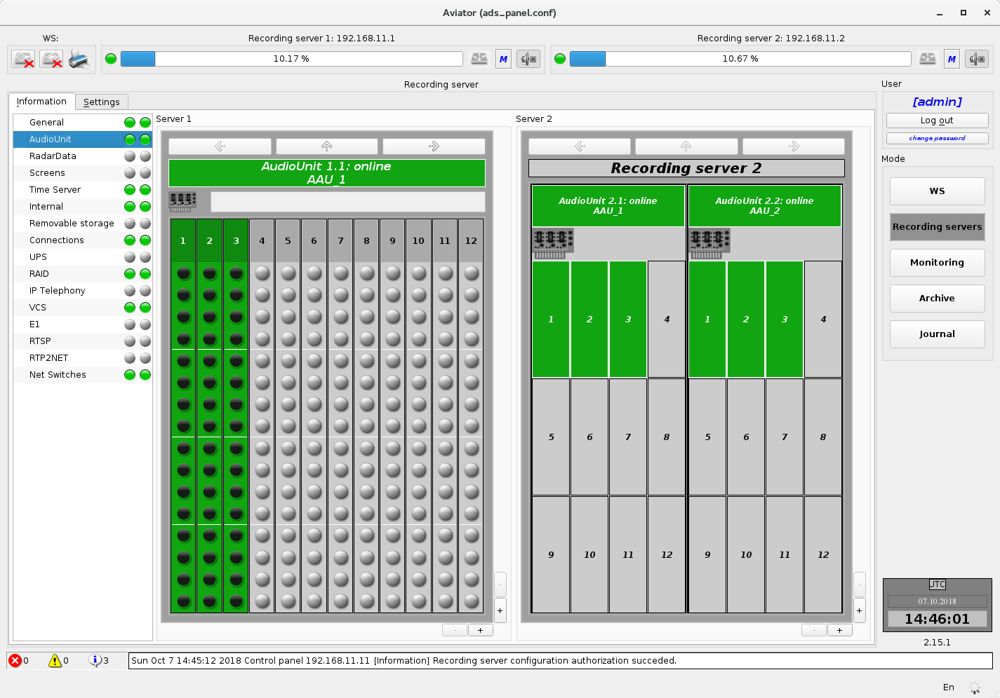 Aviator (ads_panel.conf)
WS:
Recording server 1: 192.168.11.1
Recording server 2: 192.168.11.2
10.17 %
M
10.67 %
M
Recording server
User
Information
Settings
[admin]
Log out
change password
Mode
WS
Recording servers
Monitoring
Archive
Journal
General
AudioUnit
RadarData
Screens
Time Server
Internal
Removable storage
Connections
UPS
RAID
IP Telephony
VCS
E1
RTSP
RTP2NET
Net Switches
Server 1
AudioUnit 1.1: online
AAU_1
1 2 3 4 5 6 7 8 9 10 11 12
-
+
- +
Server 2
Recording server 2
AudioUnit 2.1: online
AAU_1
1 2 3 4
5 6 7 8
9 10 11 12
AudioUnit 2.2: online
AAU_2
1 2 3 4
5 6 7 8
9 10 11 12
-
+
- +
UTC
07.10.2018
14:46:01
2.15.1
0 0 3
Sun Oct 7 14:45:12 2018 Control panel 192.168.11.11 [Information] Recording server configuration authorization succeded.
En